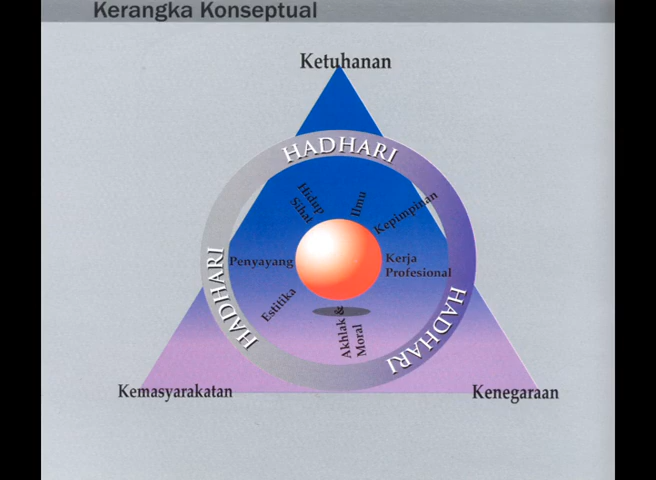 Kerangka Konseptual
Ketuhanan
HADHARI
Hidup
Sihat
Ilmu
Kepimpinan
Penyayang
Kerja
Profesional
Estitika
Akhlak &
Moral
HADHARI
HADHARI
Kemasyarakatan
Kenegaraan